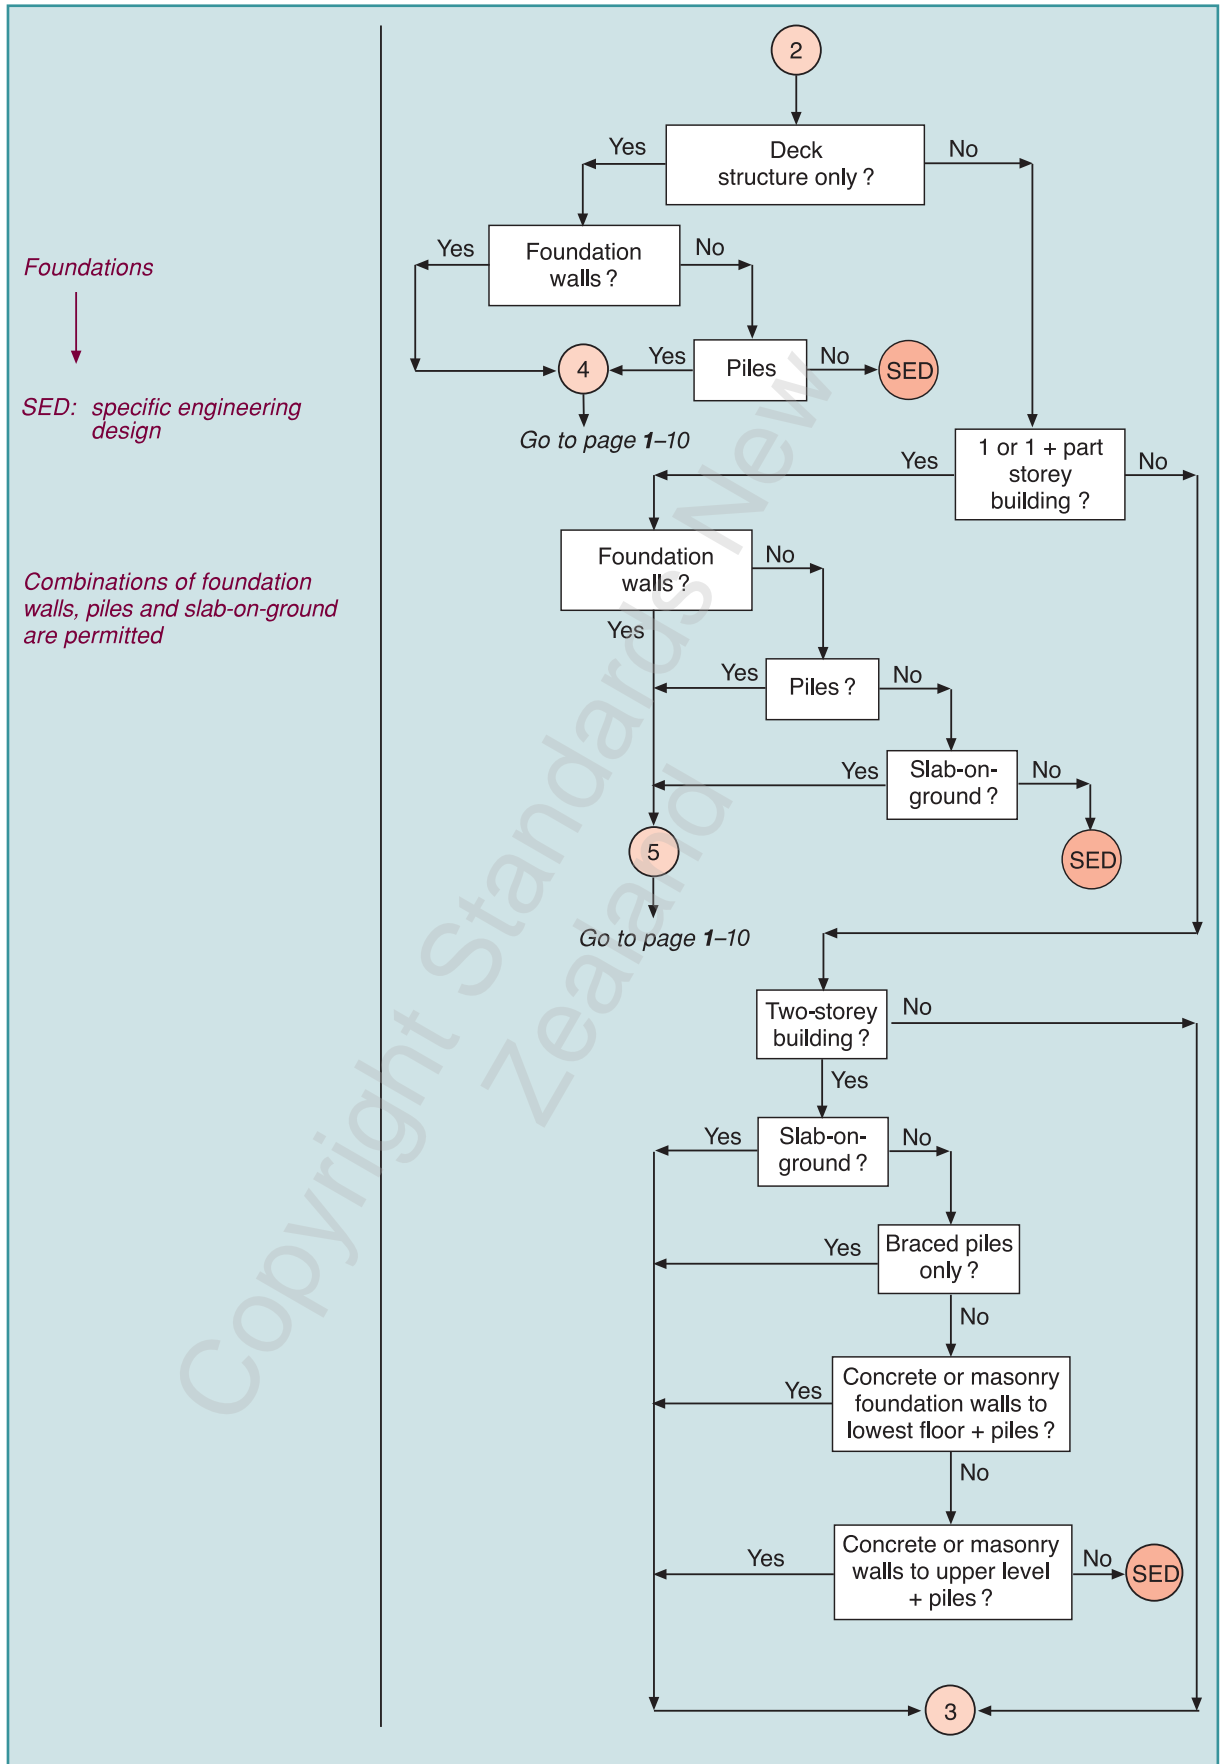 2
Deck
structure only ?
Yes
No
Foundation
walls ?
Yes
No
Foundations
Piles
Yes
No
4
SED
SED: specific engineering
design
Go to page 1–10
1 or 1 + part
storey
building ?
Yes
No
Foundation
walls ?
No
Yes
Combinations of foundation
walls, piles and slab-on-ground
are permitted
Piles ?
Yes
No
Slab-on-
ground ?
Yes
No
5
SED
Go to page 1–10
Two-storey
building ?
No
Yes
Slab-on-
ground ?
Yes
No
Braced piles
only ?
Yes
No
Concrete or masonry
foundation walls to
lowest floor + piles ?
Yes
No
Concrete or masonry
walls to upper level
+ piles ?
Yes
No
SED
3
Copyright Standards New
Zealand